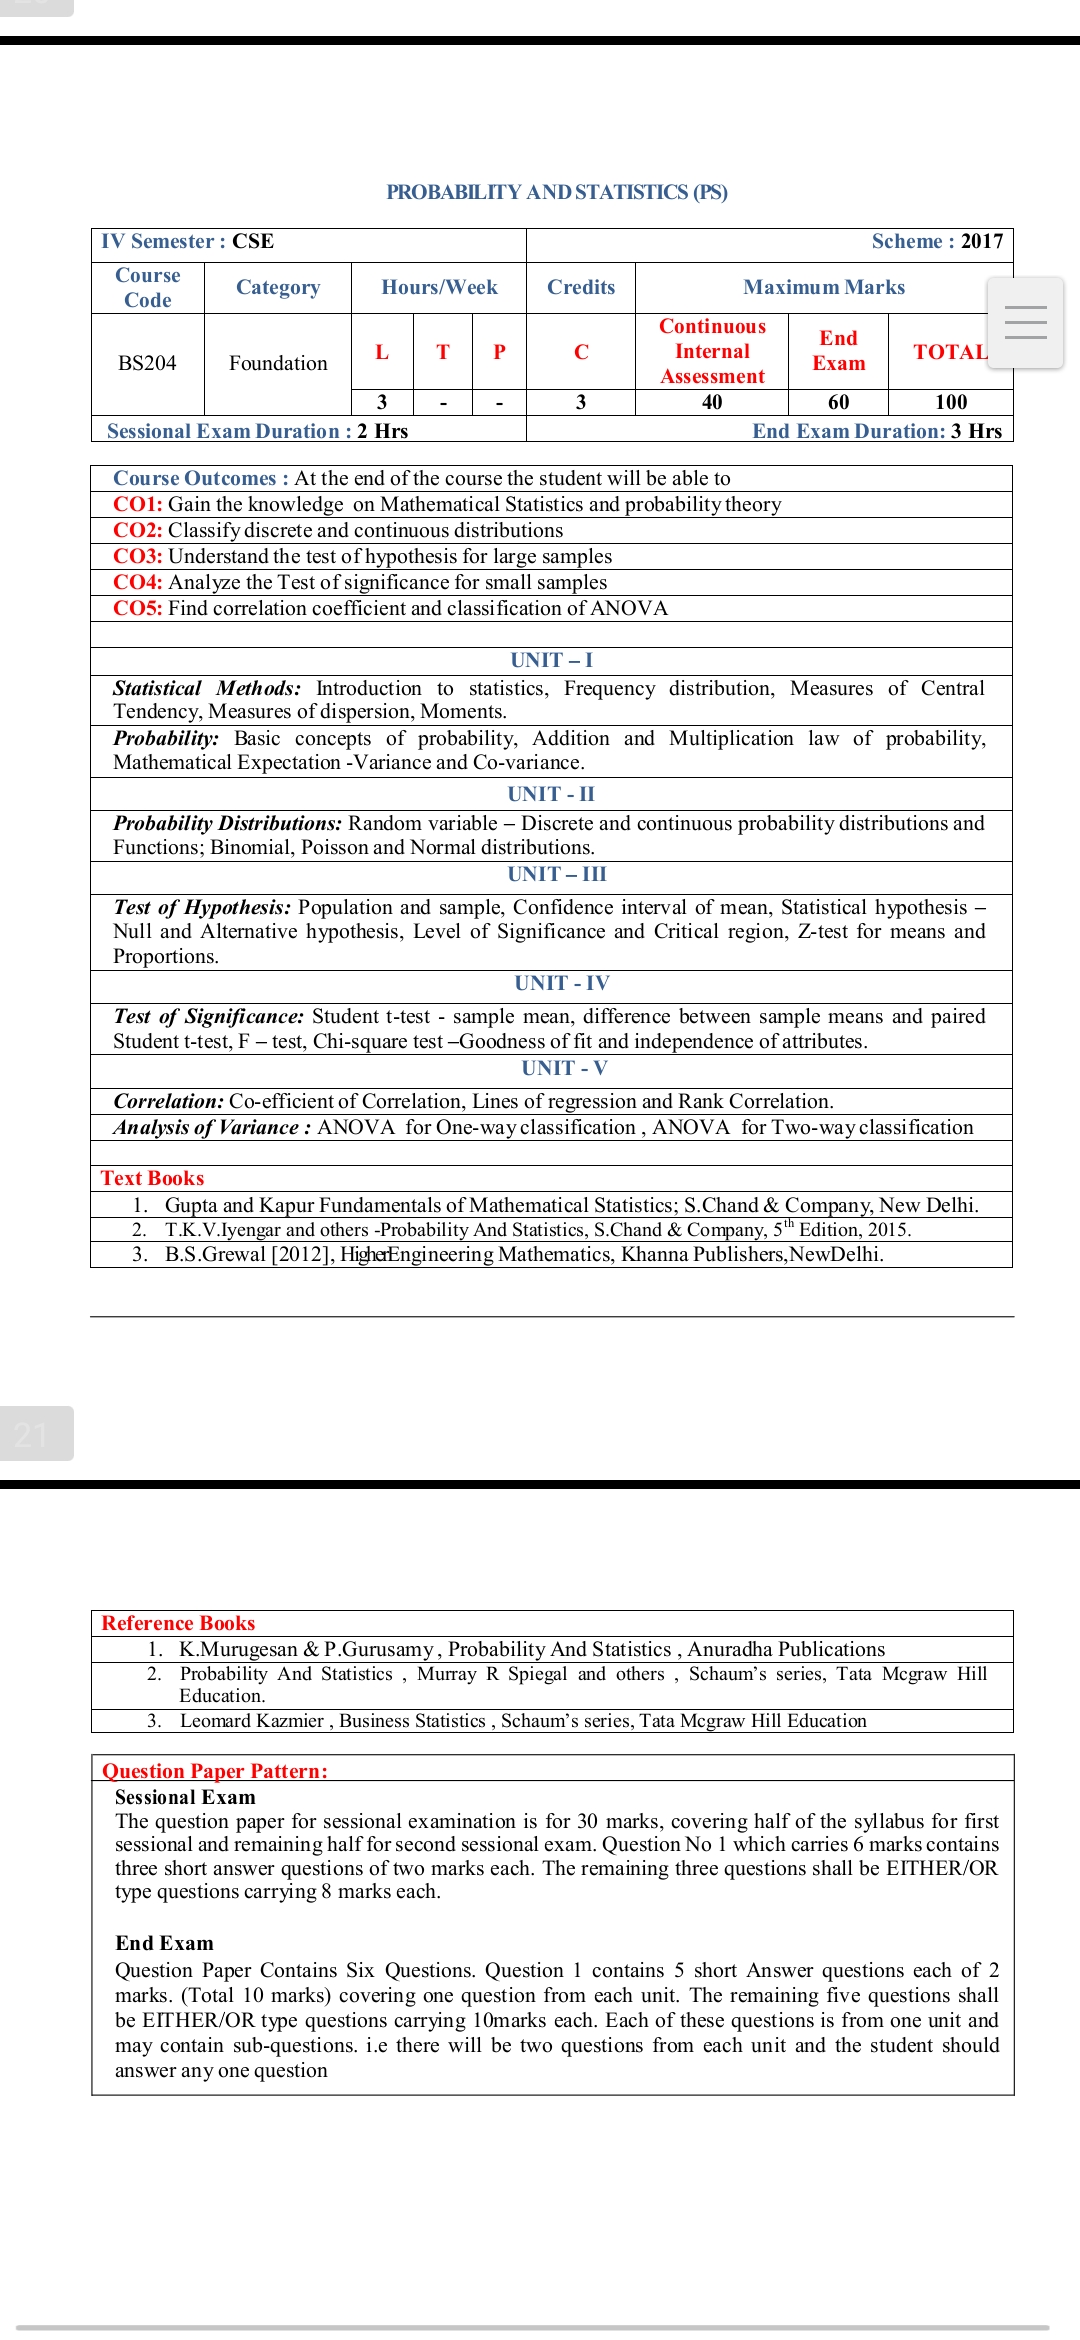 PROBABILITY AND STATISTICS (PS)
IV Semester : CSE Scheme : 2017
Course Code Category Hours/Week Credits Maximum Marks
BS204 Foundation L T P C Continuous Internal Assessment End Exam TOTAL
3 - - 3 40 60 100
Sessional Exam Duration : 2 Hrs End Exam Duration: 3 Hrs
Course Outcomes : At the end of the course the student will be able to
CO1: Gain the knowledge on Mathematical Statistics and probability theory
CO2: Classify discrete and continuous distributions
CO3: Understand the test of hypothesis for large samples
CO4: Analyze the Test of significance for small samples
CO5: Find correlation coefficient and classification of ANOVA
UNIT – I
Statistical Methods: Introduction to statistics, Frequency distribution, Measures of Central
Tendency, Measures of dispersion, Moments.
Probability: Basic concepts of probability, Addition and Multiplication law of probability,
Mathematical Expectation -Variance and Co-variance.
UNIT - II
Probability Distributions: Random variable – Discrete and continuous probability distributions and
Functions; Binomial, Poisson and Normal distributions.
UNIT – III
Test of Hypothesis: Population and sample, Confidence interval of mean, Statistical hypothesis –
Null and Alternative hypothesis, Level of Significance and Critical region, Z-test for means and
Proportions.
UNIT - IV
Test of Significance: Student t-test - sample mean, difference between sample means and paired
Student t-test, F – test, Chi-square test –Goodness of fit and independence of attributes.
UNIT - V
Correlation: Co-efficient of Correlation, Lines of regression and Rank Correlation.
Analysis of Variance : ANOVA for One-way classification , ANOVA for Two-way classification
Text Books
1. Gupta and Kapur Fundamentals of Mathematical Statistics; S.Chand & Company, New Delhi.
2. T.K.V.Iyengar and others -Probability And Statistics, S.Chand & Company, 5th Edition, 2015.
3. B.S.Grewal [2012], HigherEngineering Mathematics, Khanna Publishers,NewDelhi.
21
Reference Books
1. K.Murugesan & P.Gurusamy , Probability And Statistics , Anuradha Publications
2. Probability And Statistics , Murray R Spiegal and others , Schaum's series, Tata Mcgraw Hill
Education.
3. Leomard Kazmier , Business Statistics , Schaum's series, Tata Mcgraw Hill Education
Question Paper Pattern:
Sessional Exam
The question paper for sessional examination is for 30 marks, covering half of the syllabus for first
sessional and remaining half for second sessional exam. Question No 1 which carries 6 marks contains
three short answer questions of two marks each. The remaining three questions shall be EITHER/OR
type questions carrying 8 marks each.
End Exam
Question Paper Contains Six Questions. Question 1 contains 5 short Answer questions each of 2
marks. (Total 10 marks) covering one question from each unit. The remaining five questions shall
be EITHER/OR type questions carrying 10marks each. Each of these questions is from one unit and
may contain sub-questions. i.e there will be two questions from each unit and the student should
answer any one question